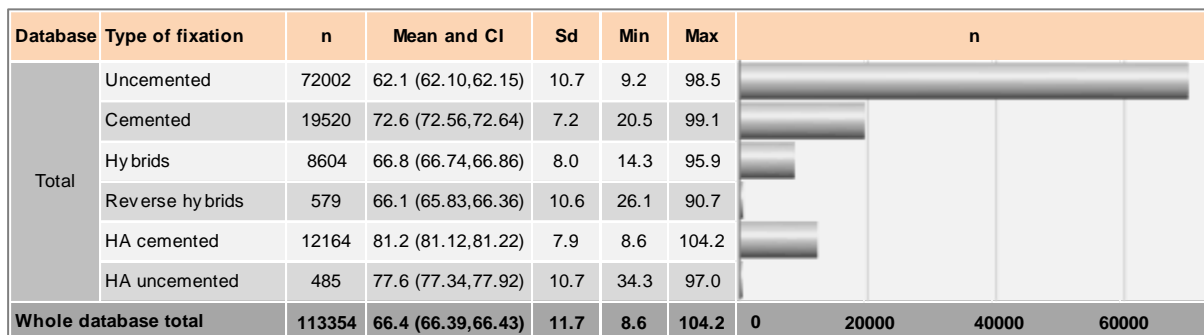 Database Type of fixation n Mean and CI Sd Min Max n
Uncemented 72002 62.1 (62.10,62.15) 10.7 9.2 98.5
Cemented 19520 72.6 (72.56,72.64) 7.2 20.5 99.1
Hybrids 8604 66.8 (66.74,66.86) 8.0 14.3 95.9
Total
Reverse hybrids 579 66.1 (65.83,66.36) 10.6 26.1 90.7
HA cemented 12164 81.2 (81.12,81.22) 7.9 8.6 104.2
HA uncemented 485 77.6 (77.34,77.92) 10.7 34.3 97.0
Whole database total 113354 66.4 (66.39,66.43) 11.7 8.6 104.2 0 20000 40000 60000